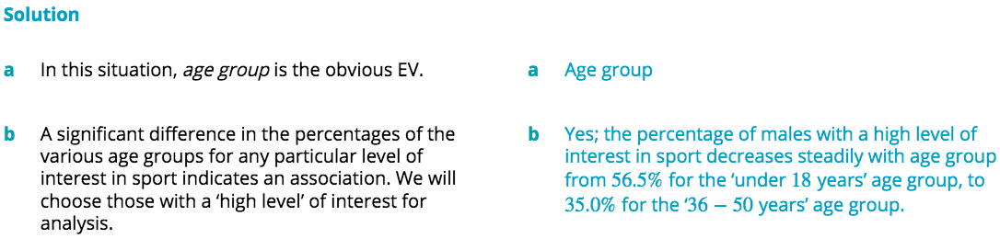 Solution
a In this situation, age group is the obvious EV.
a Age group
b A significant difference in the percentages of the
various age groups for any particular level of
interest in sport indicates an association. We will
choose those with a ‘high level’ of interest for
analysis.
b Yes; the percentage of males with a high level of
interest in sport decreases steadily with age group
from 56.5% for the ‘under 18 years’ age group, to
35.0% for the ‘36 – 50 years’ age group.